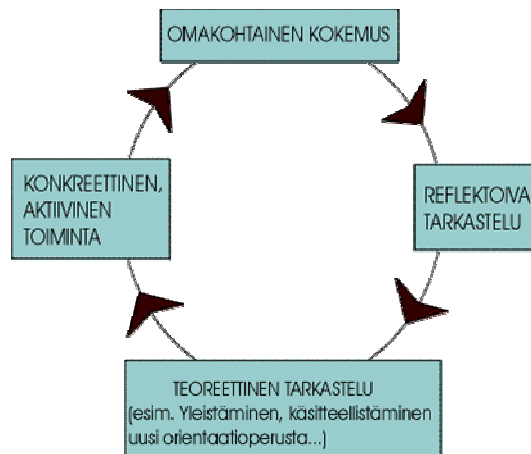 OMAKOHTAINEN KOKEMUS
KONKREETTINEN,
AKTIIVINEN
TOIMINTA
REFLEKTOIVA
TARKASTELU
TEOREETTINEN TARKASTELU
(esim. Yleistäminen, käsitteellistäminen
uusi orientaatioperusta...)